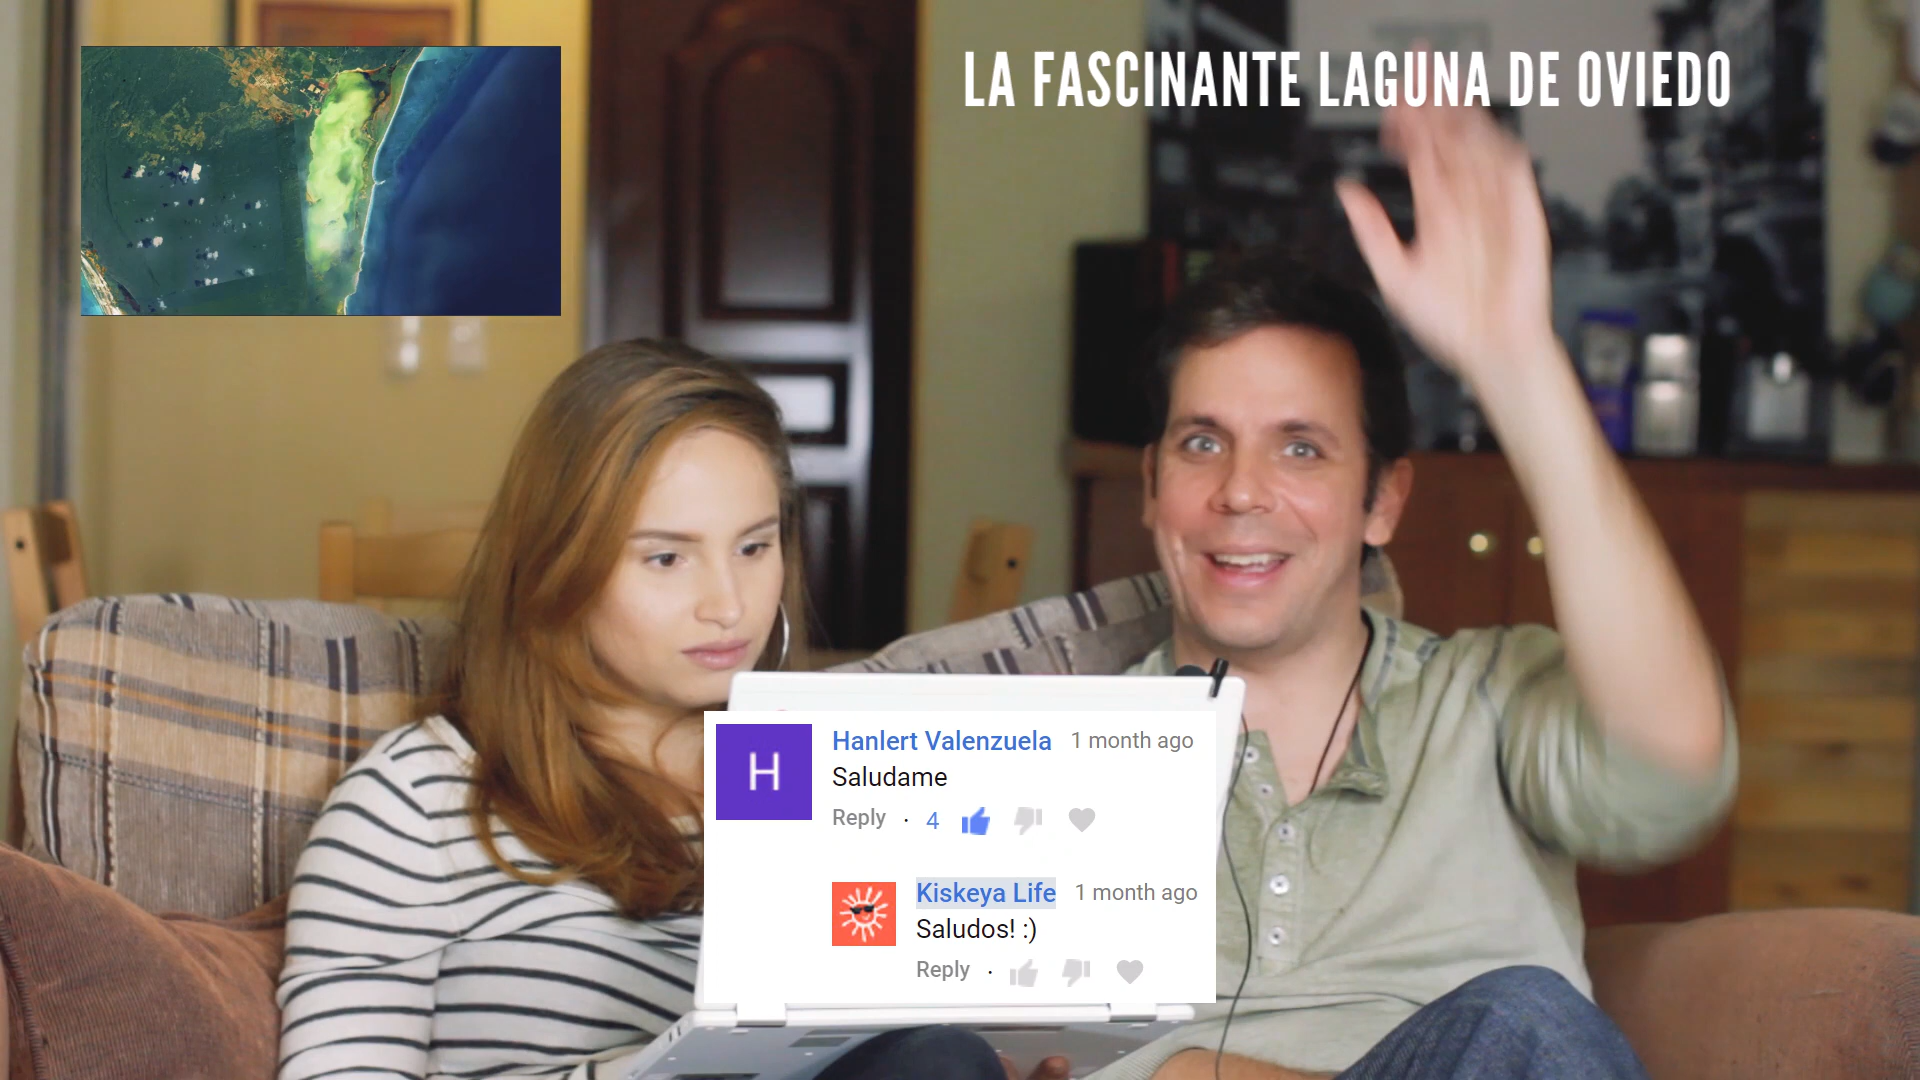 LA FASCINANTE LAGUNA DE OVIEDO
H
Hanlert Valenzuela 1 month ago
Saludame
Reply · 4
Kiskeya Life 1 month ago
Saludos! :)
Reply ·